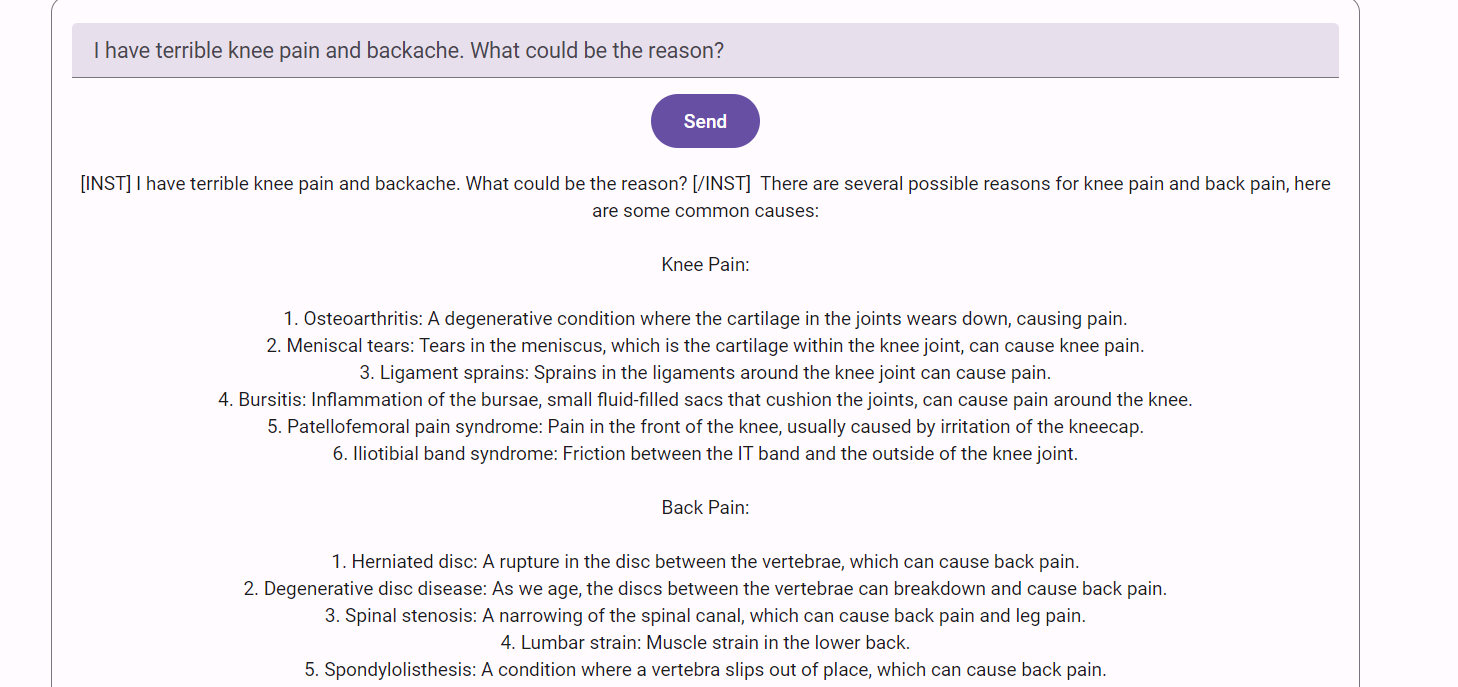 I have terrible knee pain and backache. What could be the reason?
Send
[INST] I have terrible knee pain and backache. What could be the reason? [/INST]  There are several possible reasons for knee pain and back pain, here
are some common causes:
Knee Pain:
1. Osteoarthritis: A degenerative condition where the cartilage in the joints wears down, causing pain.
2. Meniscal tears: Tears in the meniscus, which is the cartilage within the knee joint, can cause knee pain.
3. Ligament sprains: Sprains in the ligaments around the knee joint can cause pain.
4. Bursitis: Inflammation of the bursae, small fluid-filled sacs that cushion the joints, can cause pain around the knee.
5. Patellofemoral pain syndrome: Pain in the front of the knee, usually caused by irritation of the kneecap.
6. Iliotibial band syndrome: Friction between the IT band and the outside of the knee joint.
Back Pain:
1. Herniated disc: A rupture in the disc between the vertebrae, which can cause back pain.
2. Degenerative disc disease: As we age, the discs between the vertebrae can breakdown and cause back pain.
3. Spinal stenosis: A narrowing of the spinal canal, which can cause back pain and leg pain.
4. Lumbar strain: Muscle strain in the lower back.
5. Spondylolisthesis: A condition where a vertebra slips out of place, which can cause back pain.